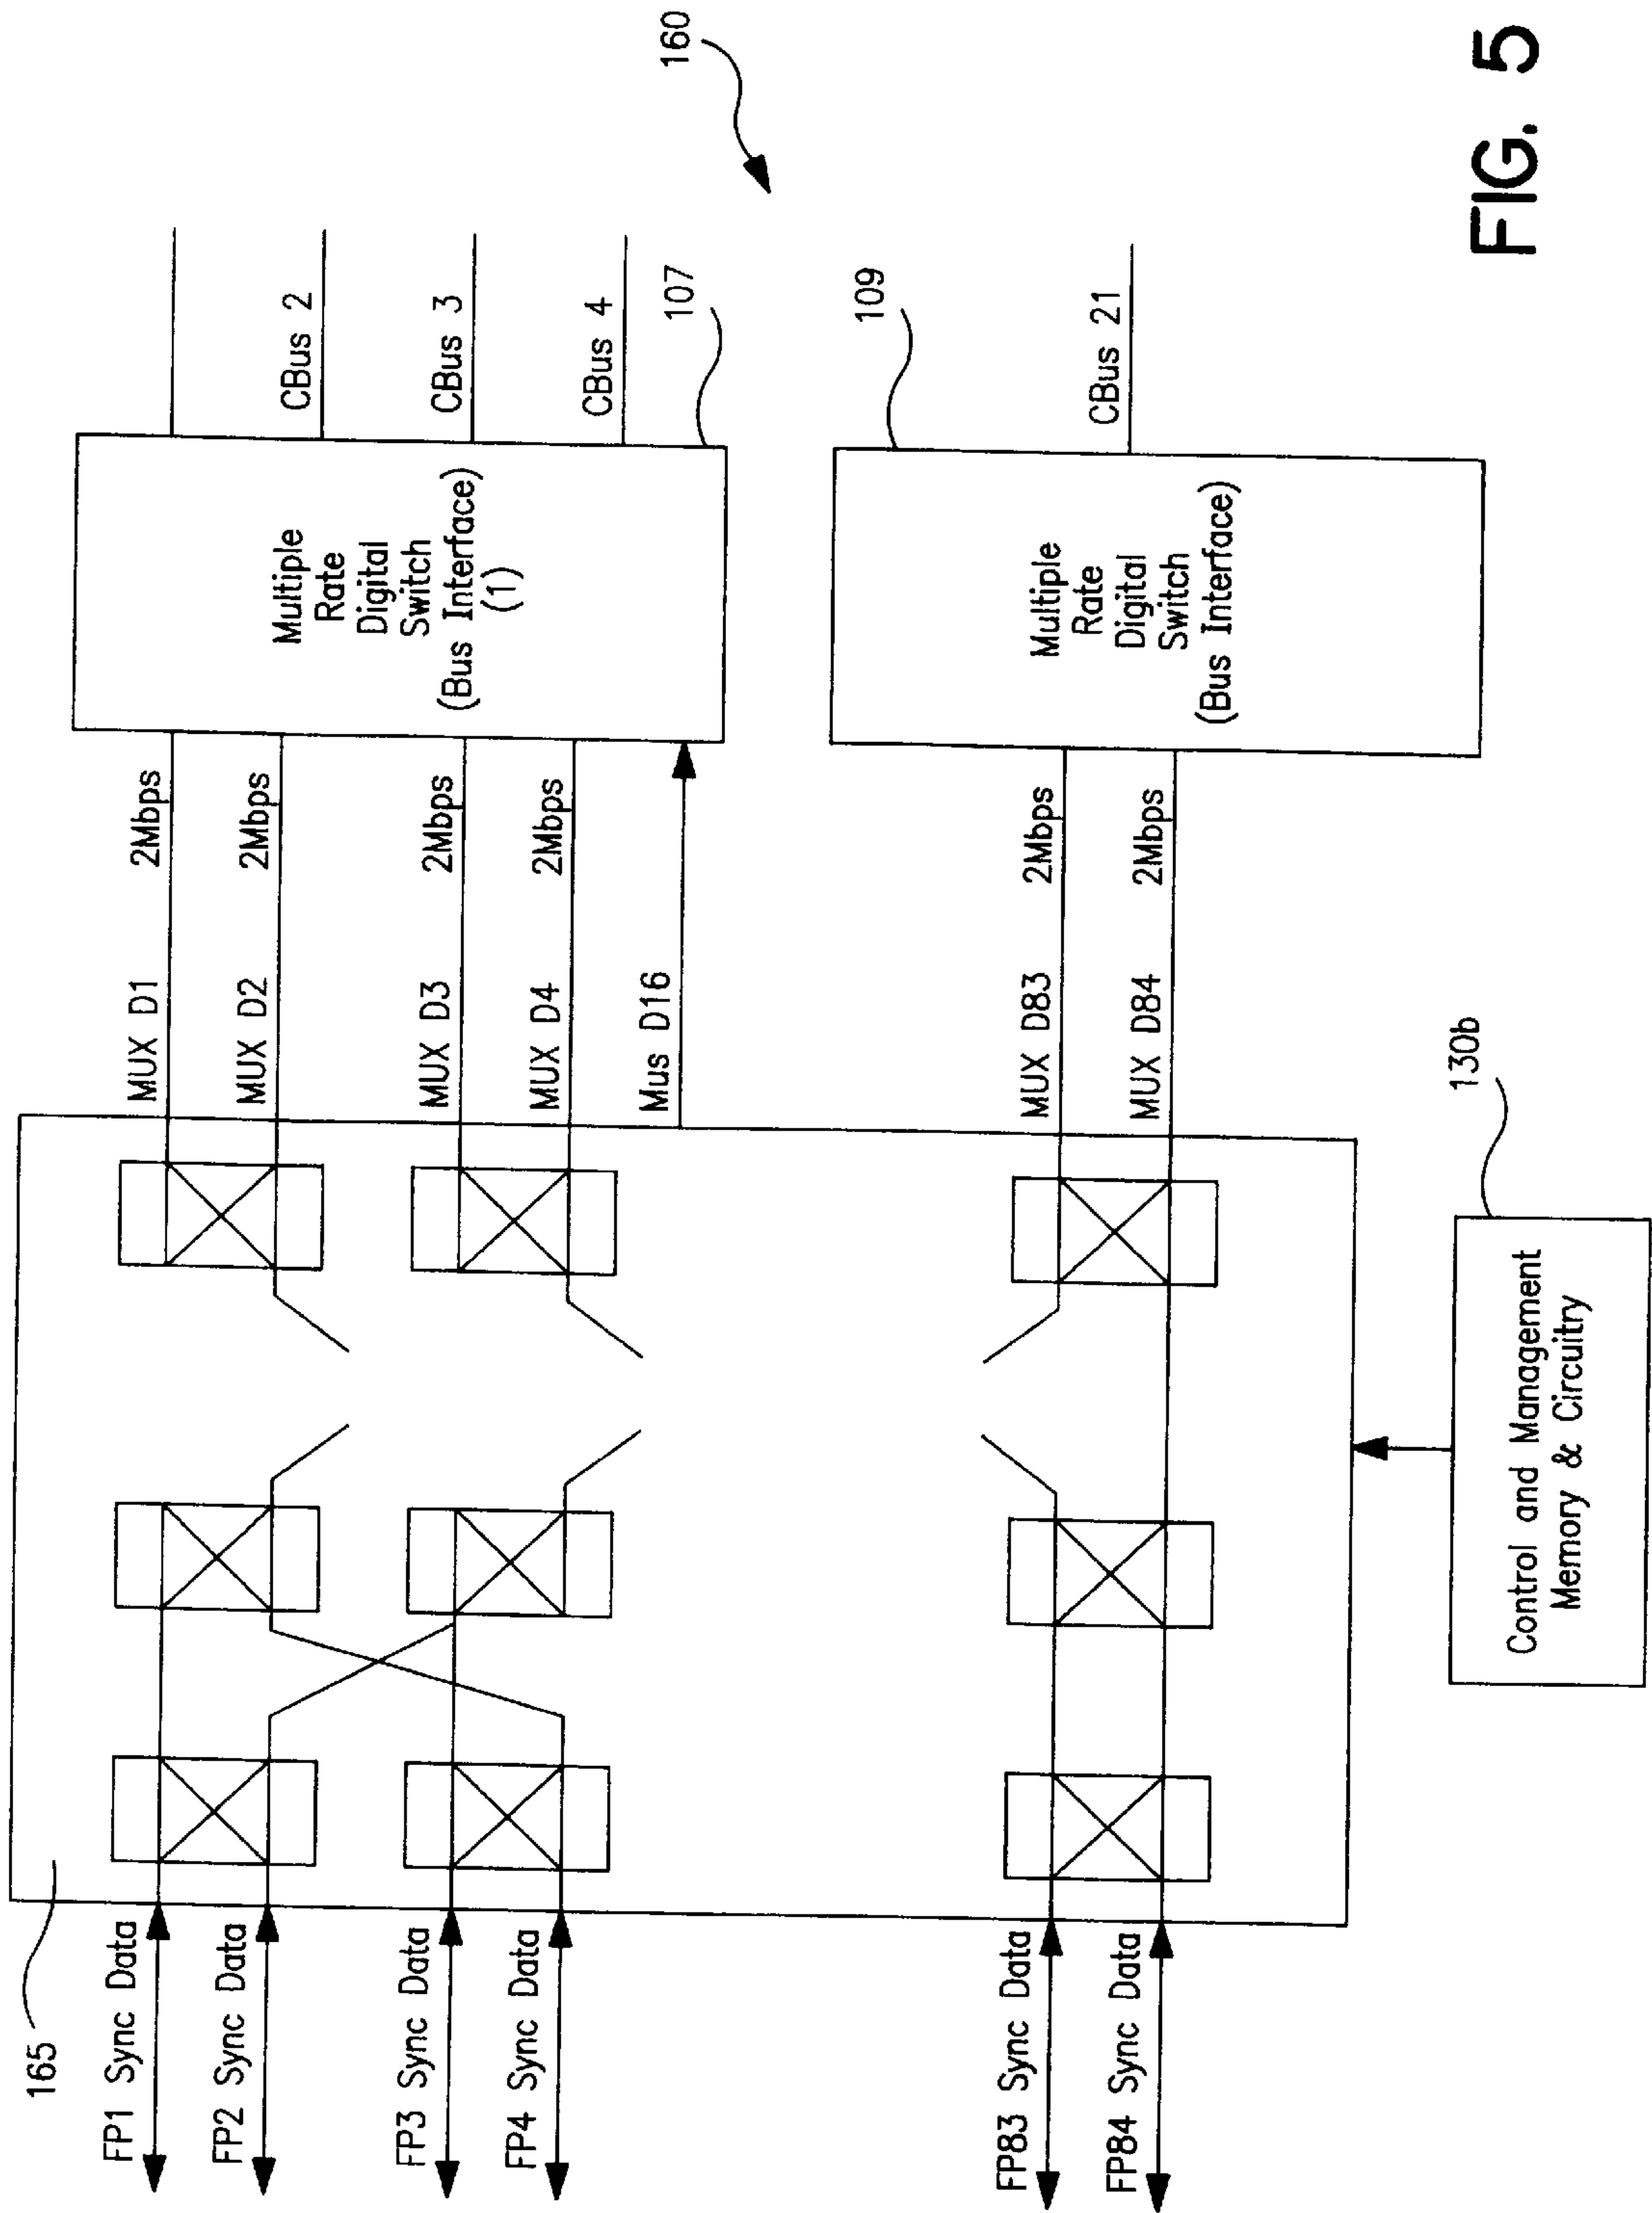 160
165
FP1 Sync Data
FP2 Sync Data
FP3 Sync Data
FP4 Sync Data
FP83 Sync Data
FP84 Sync Data
MUX D1
2Mbps
MUX D2
2Mbps
MUX D3
2Mbps
MUX D4
2Mbps
Mus D16
MUX D83
2Mbps
MUX D84
2Mbps
Multiple
Rate
Digital
Switch
(Bus Interface)
(1)
CBus 2
CBus 3
CBus 4
107
Multiple
Rate
Digital
Switch
(Bus Interface)
109
CBus 21
Control and Management
Memory & Circuitry
130b
FIG. 5